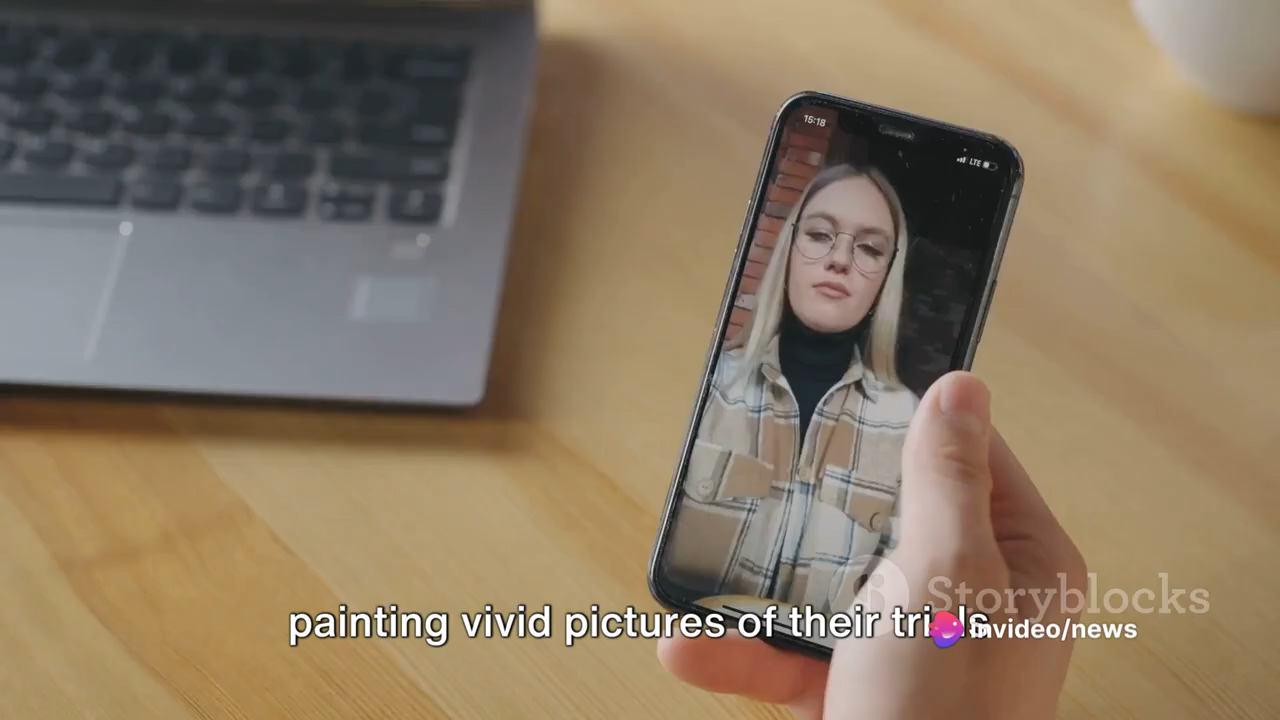 15:18
LTE
Storyblocks
painting vivid pictures of their trials
invideo/news